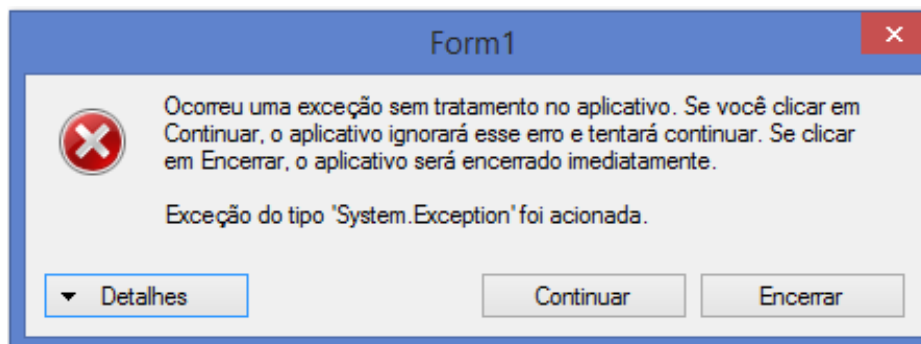 Form1
Ocorreu uma exceção sem tratamento no aplicativo. Se você clicar em
Continuar, o aplicativo ignorará esse erro e tentará continuar. Se clicar
em Encerrar, o aplicativo será encerrado imediatamente.
Exceção do tipo 'System.Exception' foi acionada.
Detalhes
Continuar
Encerrar